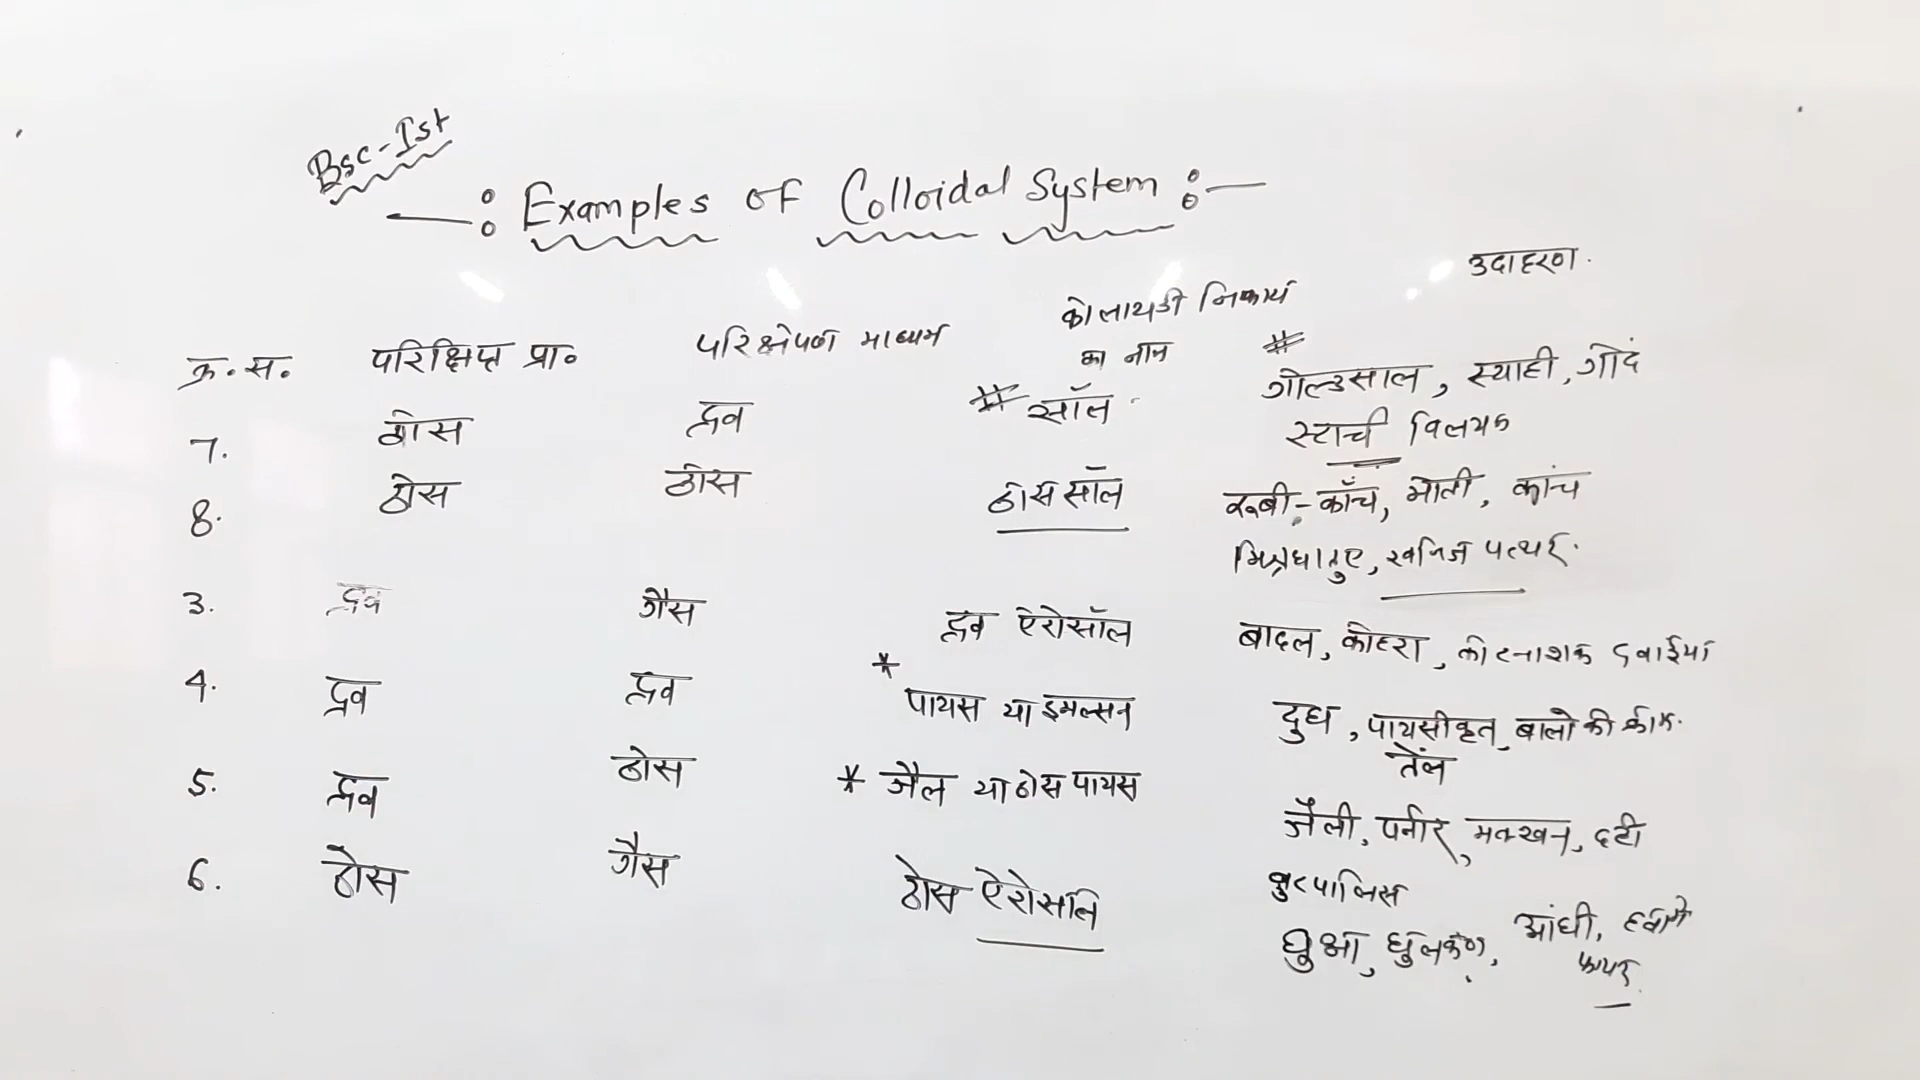 Bsc-Ist
Examples of Colloidal System
क्र.स. परिक्षिप्त प्रा० परिक्षेपण माध्यम कोलायडी निकाय का नाम उदाहरण
7. ठोस द्रव सॉल गोल्डसाल, स्याही, गोंद
स्टार्च विलयक
8. ठोस ठोस ठोस सॉल रूबी-काँच, मोती, कांच
मिश्रधातुए, खनिज पत्थर
3. द्रव गैस द्रव ऐरोसॉल बादल, कोहरा, कीटनाशक दवाईयां
4. द्रव द्रव * पायस या इमल्सन दुध, पायसीकृत तेल, बालो की क्रीम
5. द्रव ठोस * जैल या ठोस पायस जैली, पनीर, मक्खन, दही
बुटपालिस
6. ठोस गैस ठोस ऐरोसॉल धुआ, धुलकण, आंधी,